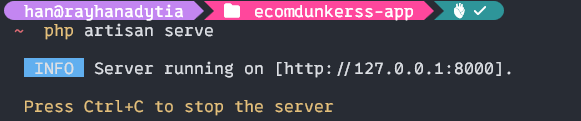 han@rayhanadytia ecomdunkerss-app
~ php artisan serve
INFO Server running on [http://127.0.0.1:8000].
Press Ctrl+C to stop the server